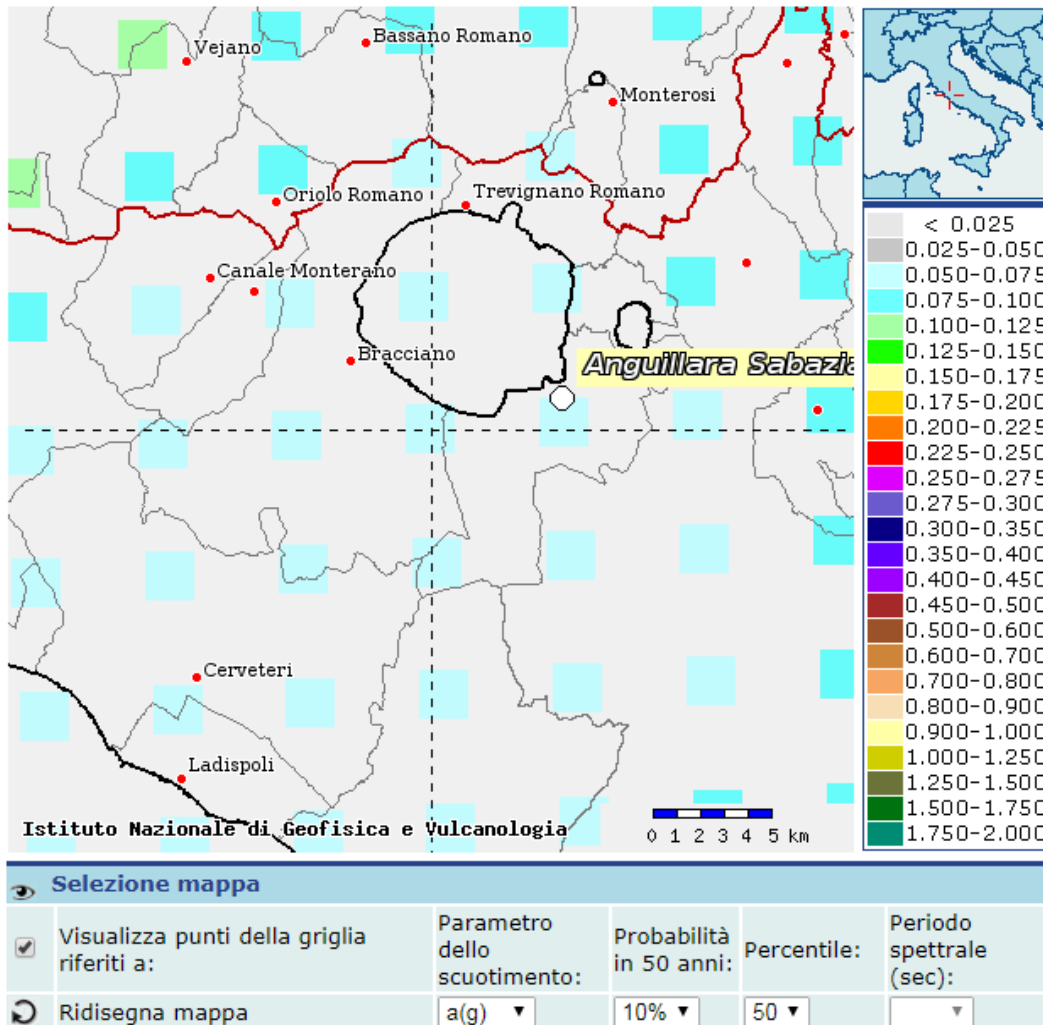 Vejano
Bassano Romano
Monterosi
Oriolo Romano
Trevignano Romano
Canale Monterano
Bracciano
Anguillara Sabazia
Cerveteri
Ladispoli
Istituto Nazionale di Geofisica e Vulcanologia
0 1 2 3 4 5 km
< 0.025
0.025-0.050
0.050-0.075
0.075-0.100
0.100-0.125
0.125-0.150
0.150-0.175
0.175-0.200
0.200-0.225
0.225-0.250
0.250-0.275
0.275-0.300
0.300-0.350
0.350-0.400
0.400-0.450
0.450-0.500
0.500-0.600
0.600-0.700
0.700-0.800
0.800-0.900
0.900-1.000
1.000-1.250
1.250-1.500
1.500-1.750
1.750-2.000
Selezione mappa
Visualizza punti della griglia
riferiti a:
Parametro
dello
scuotimento:
Probabilità
in 50 anni:
Percentile:
Periodo
spettrale
(sec):
Ridisegna mappa
a(g)
10%
50